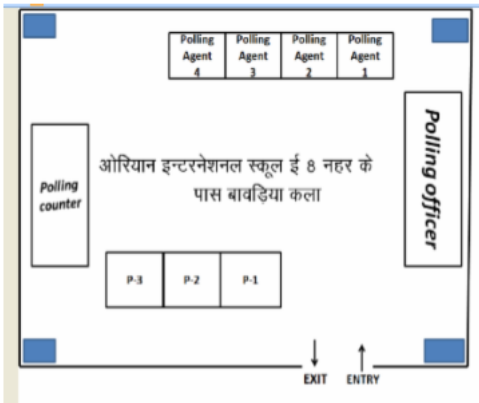 Polling Agent 4
Polling Agent 3
Polling Agent 2
Polling Agent 1
Polling officer
ओरियान इन्टरनेशनल स्कूल ई 8 नहर के
पास बावड़िया कला
Polling
counter
P-3
P-2
P-1
EXIT
ENTRY